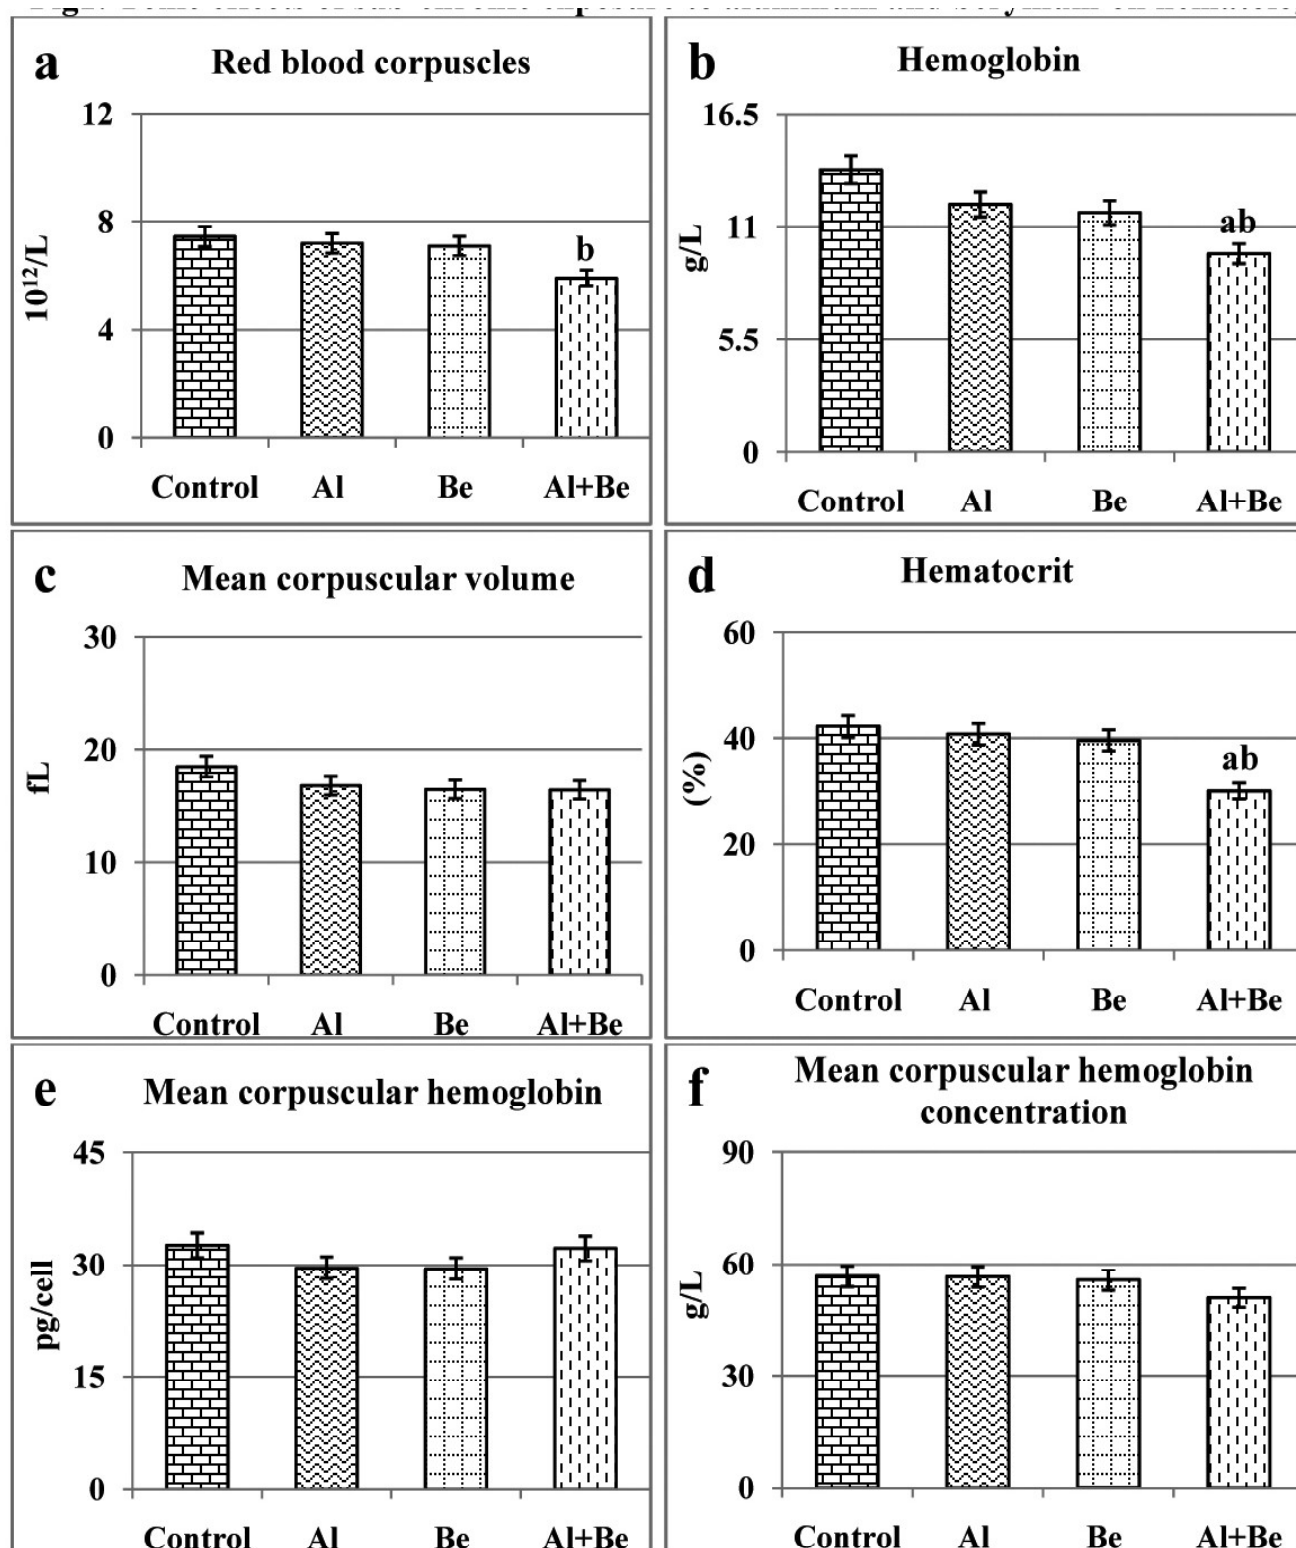 a Red blood corpuscles
12
8
4
0
10¹²/L
b
Control Al Be Al+Be
b Hemoglobin
16.5
11
5.5
0
g/L
ab
Control Al Be Al+Be
c Mean corpuscular volume
30
20
10
0
fL
Control Al Be Al+Be
d Hematocrit
60
40
20
0
(%)
ab
Control Al Be Al+Be
e Mean corpuscular hemoglobin
45
30
15
0
pg/cell
Control Al Be Al+Be
f Mean corpuscular hemoglobin
concentration
90
60
30
0
g/L
Control Al Be Al+Be